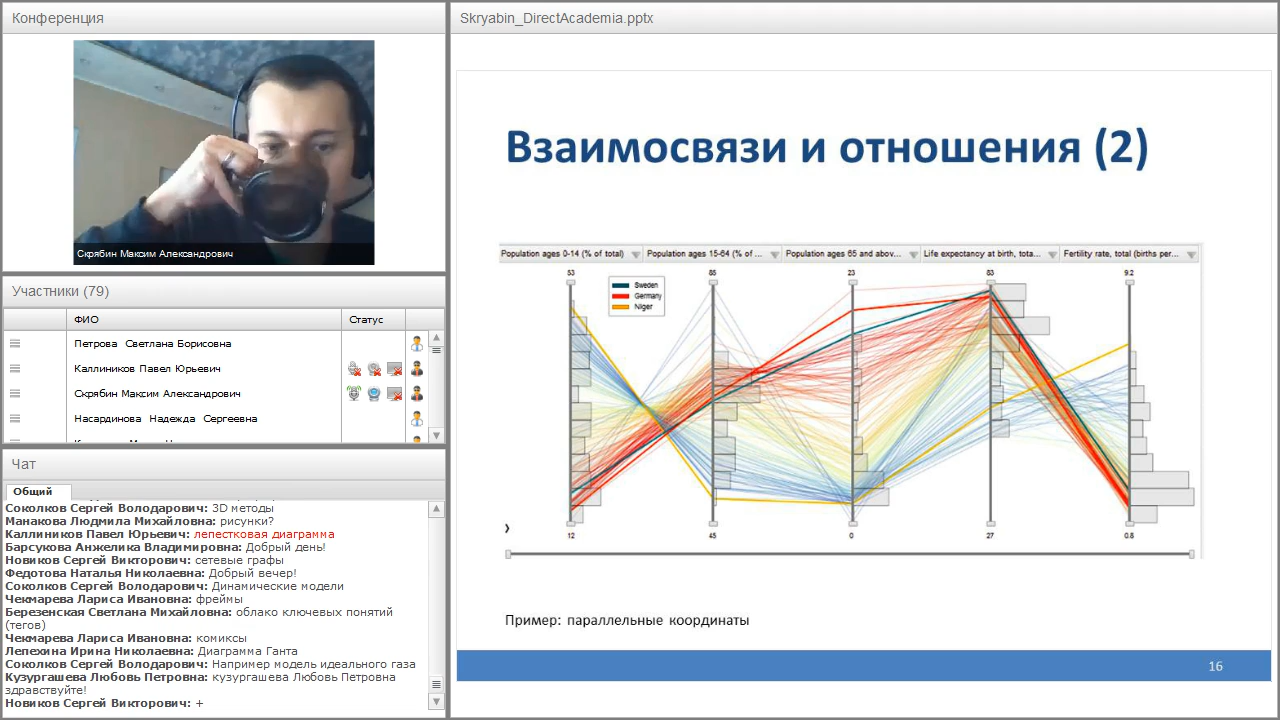 Конференция
Скрябин Максим Александрович
Участники (79)
ФИО
Статус
Петрова Светлана Борисовна
Каллиников Павел Юрьевич
Скрябин Максим Александрович
Насардинова Надежда Сергеевна
Чат
Общий
Соколков Сергей Володарович: 3D методы
Манакова Людмила Михайловна: рисунки?
Каллиников Павел Юрьевич: лепестковая диаграмма
Барсукова Анжелика Владимировна: Добрый день!
Новиков Сергей Викторович: сетевые графы
Федотова Наталья Николаевна: Добрый вечер!
Соколков Сергей Володарович: Динамические модели
Чекмарева Лариса Ивановна: фреймы
Березенская Светлана Михайловна: облако ключевых понятий
(тегов)
Чекмарева Лариса Ивановна: комиксы
Лепехина Ирина Николаевна: Диаграмма Ганта
Соколков Сергей Володарович: Например модель идеального газа
Кузургашева Любовь Петровна: кузургашева Любовь Петровна
здравствуйте!
Новиков Сергей Викторович: +
Skryabin_DirectAcademia.pptx
Взаимосвязи и отношения (2)
Population ages 0-14 (% of total)
Population ages 15-64 (% of ...
Population ages 65 and abov...
Life expectancy at birth, tota...
Fertility rate, total (births per...
53
85
23
83
9.2
Sweden
Germany
Niger
12
45
0
27
0.8
Пример: параллельные координаты
16